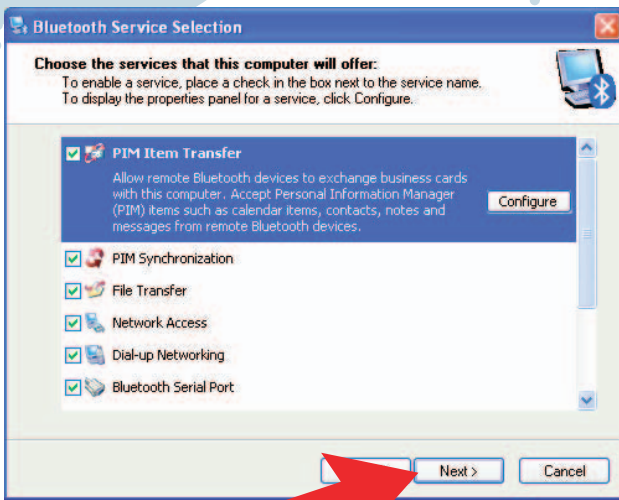 Bluetooth Service Selection
Choose the services that this computer will offer:
To enable a service, place a check in the box next to the service name.
To display the properties panel for a service, click Configure.
PIM Item Transfer
Allow remote Bluetooth devices to exchange business cards
with this computer. Accept Personal Information Manager
(PIM) items such as calendar items, contacts, notes and
messages from remote Bluetooth devices.
Configure
PIM Synchronization
File Transfer
Network Access
Dial-up Networking
Bluetooth Serial Port
Next >
Cancel